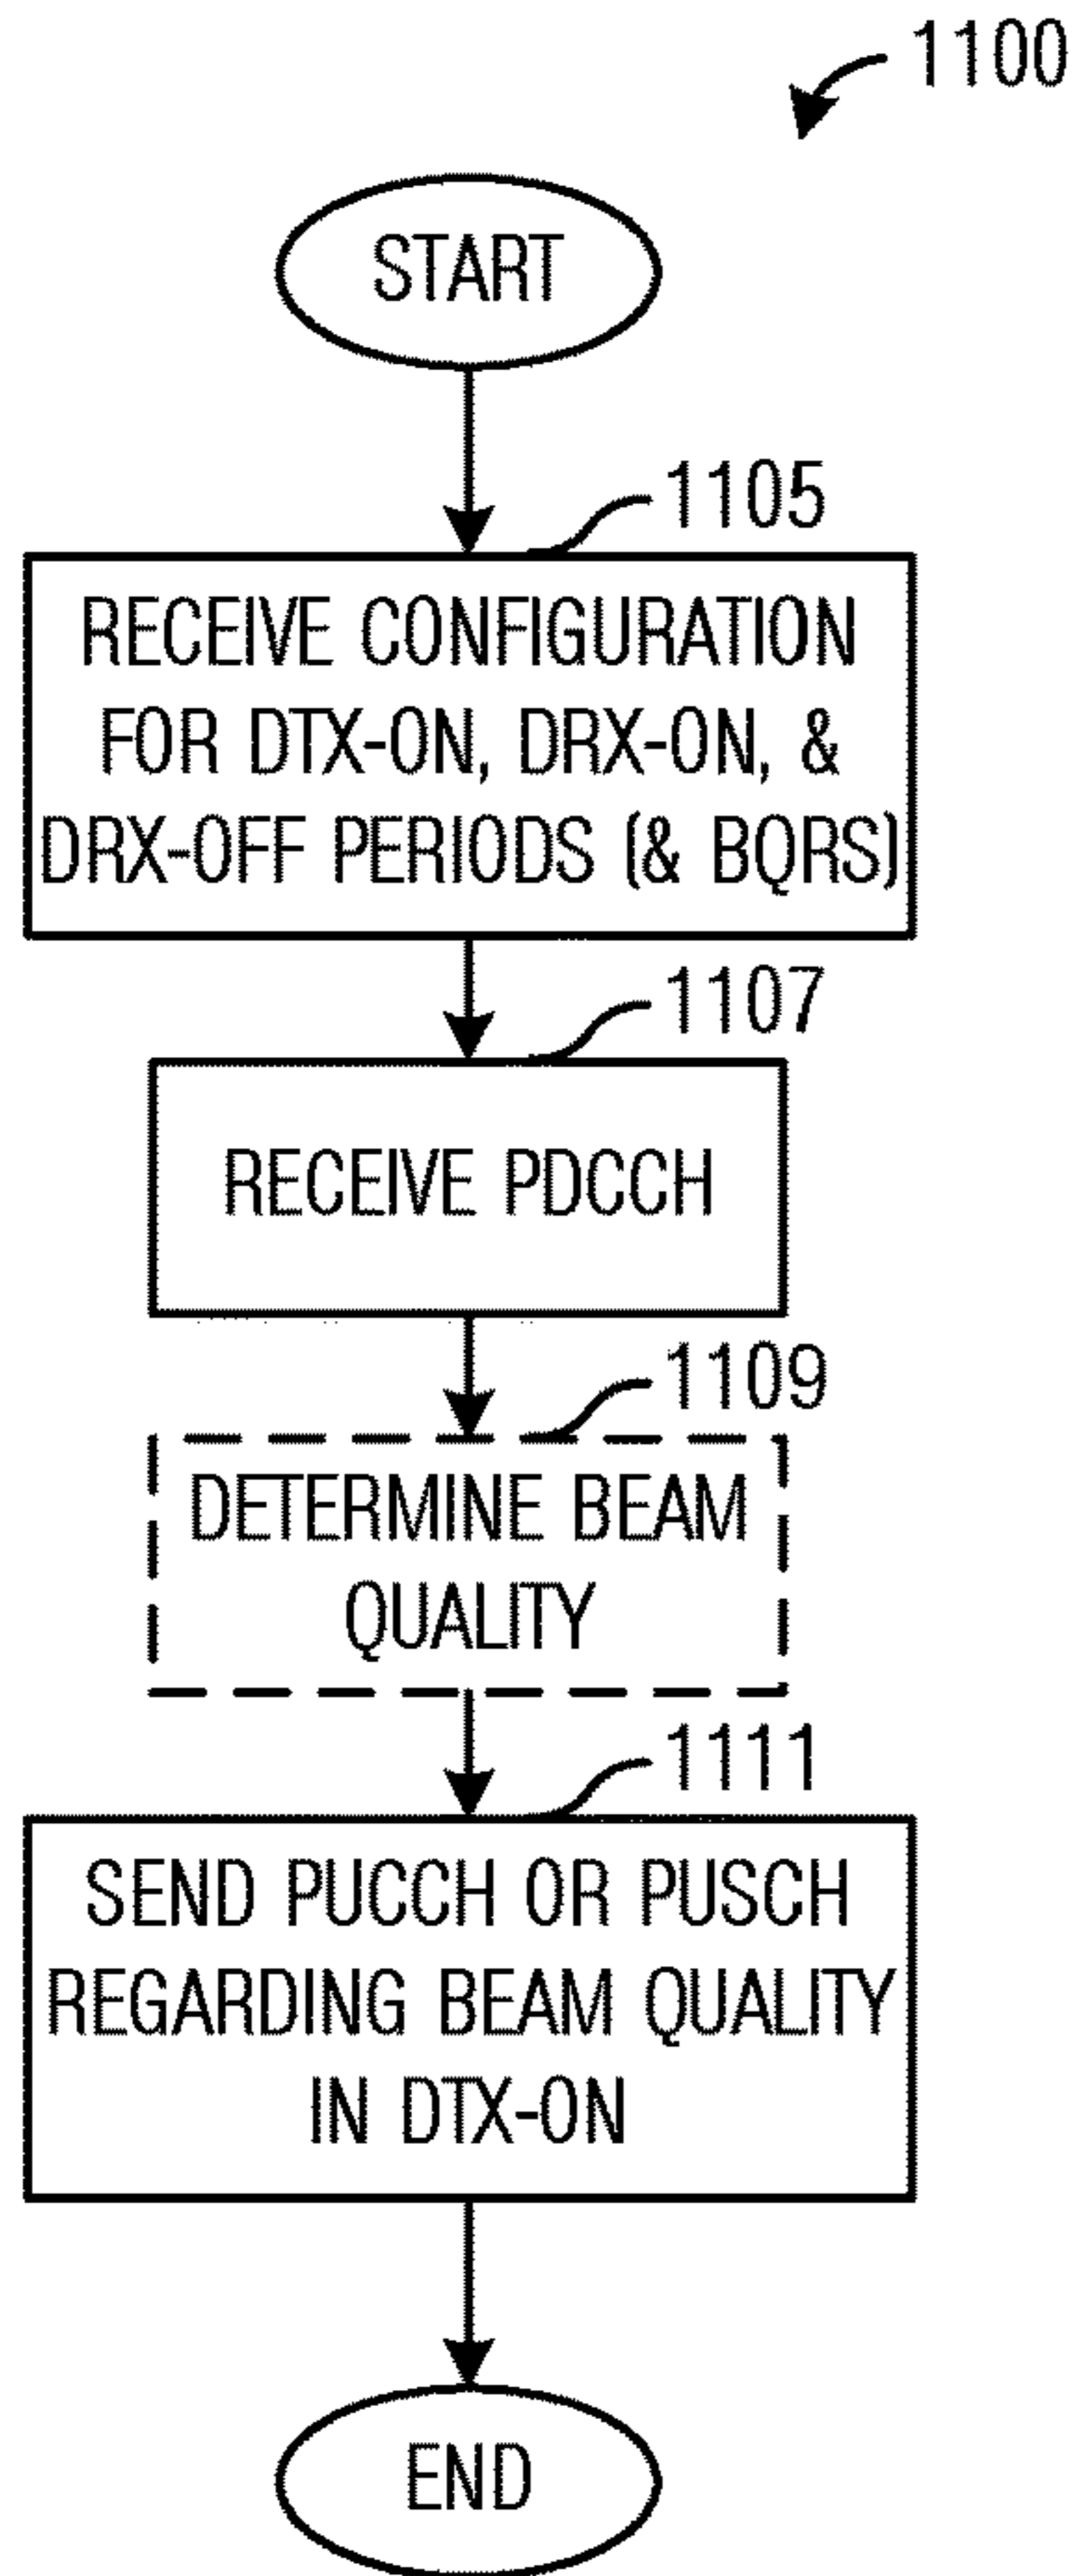 1100
START
1105
RECEIVE CONFIGURATION
FOR DTX-ON, DRX-ON, &
DRX-OFF PERIODS (& BQRS)
1107
RECEIVE PDCCH
1109
DETERMINE BEAM
QUALITY
1111
SEND PUCCH OR PUSCH
REGARDING BEAM QUALITY
IN DTX-ON
END